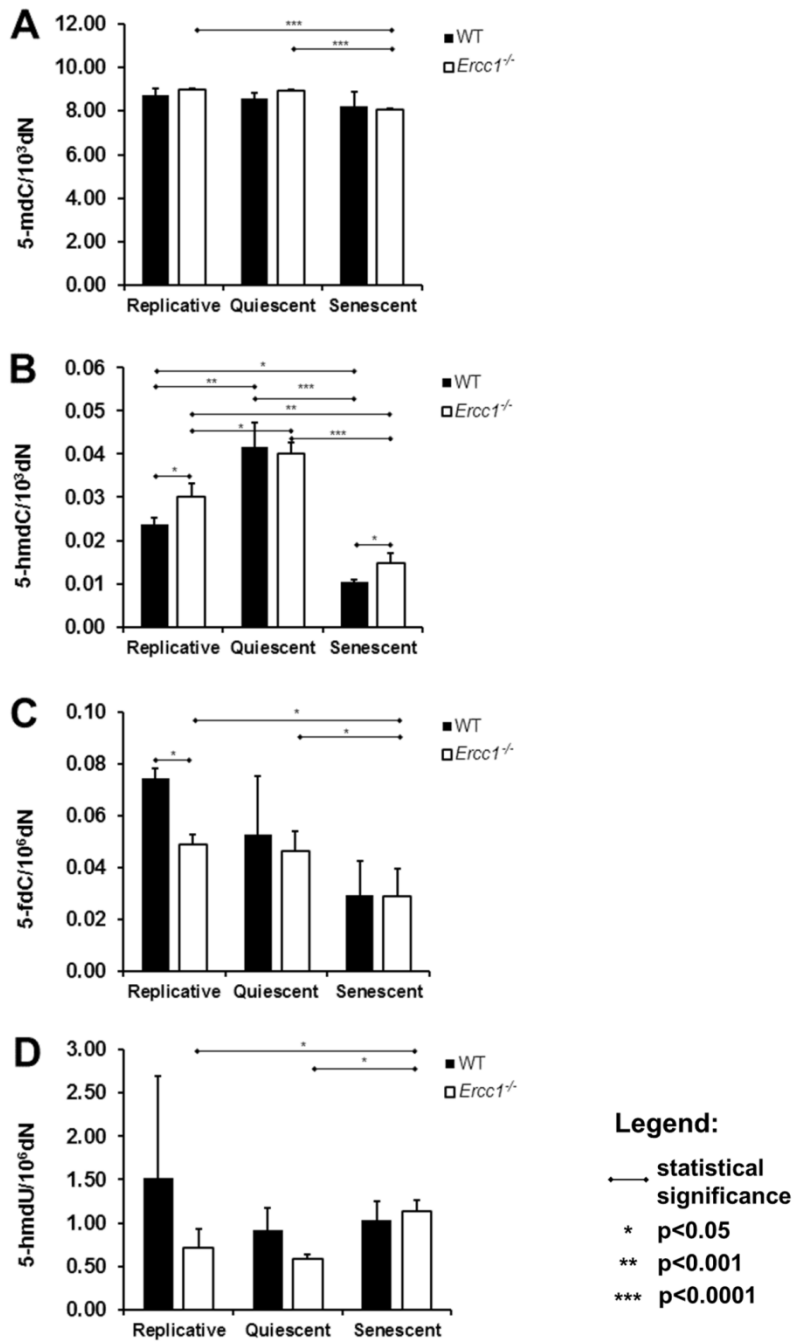 A
12.00
10.00
8.00
6.00
4.00
2.00
0.00
5-mdC/10³dN
***
***
WT
Ercc1⁻/⁻
Replicative Quiescent Senescent
B
0.06
0.05
0.04
0.03
0.02
0.01
0.00
5-hmdC/10³dN
*
**
***
**
*
***
*
*
WT
Ercc1⁻/⁻
Replicative Quiescent Senescent
C
0.10
0.08
0.06
0.04
0.02
0.00
5-fdC/10⁶dN
*
*
*
WT
Ercc1⁻/⁻
Replicative Quiescent Senescent
D
3.00
2.50
2.00
1.50
1.00
0.50
0.00
5-hmdU/10⁶dN
*
*
WT
Ercc1⁻/⁻
Replicative Quiescent Senescent
Legend:
statistical
significance
* p<0.05
** p<0.001
*** p<0.0001